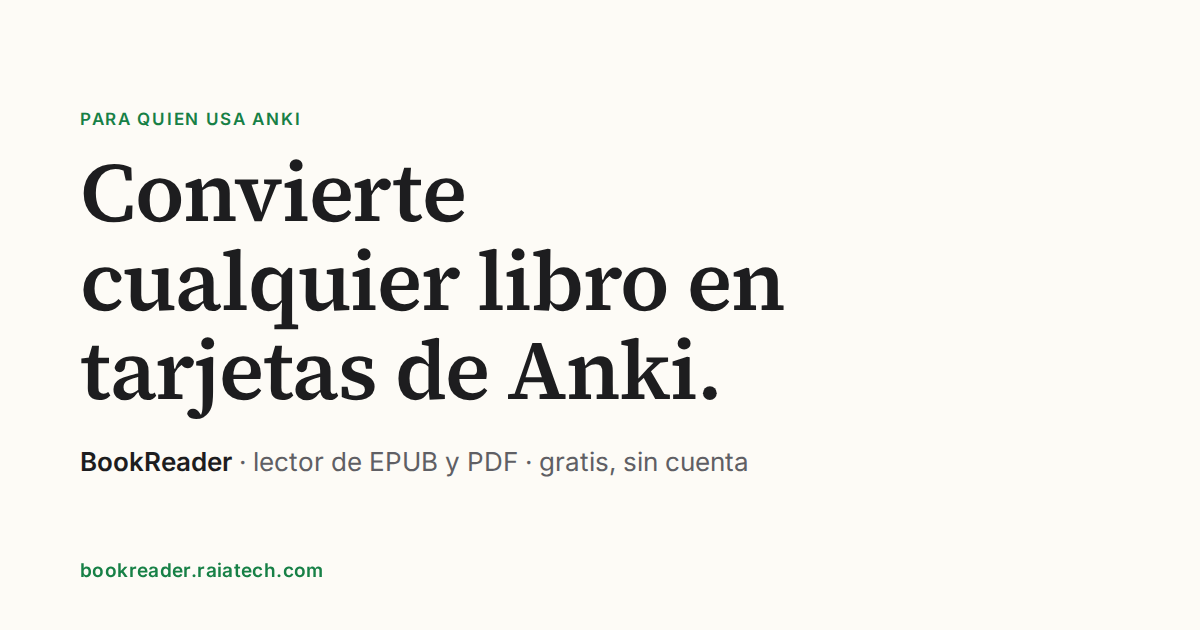 PARA QUIEN USA ANKI
Convierte
cualquier libro en
tarjetas de Anki.
BookReader · lector de EPUB y PDF · gratis, sin cuenta
bookreader.raiatech.com